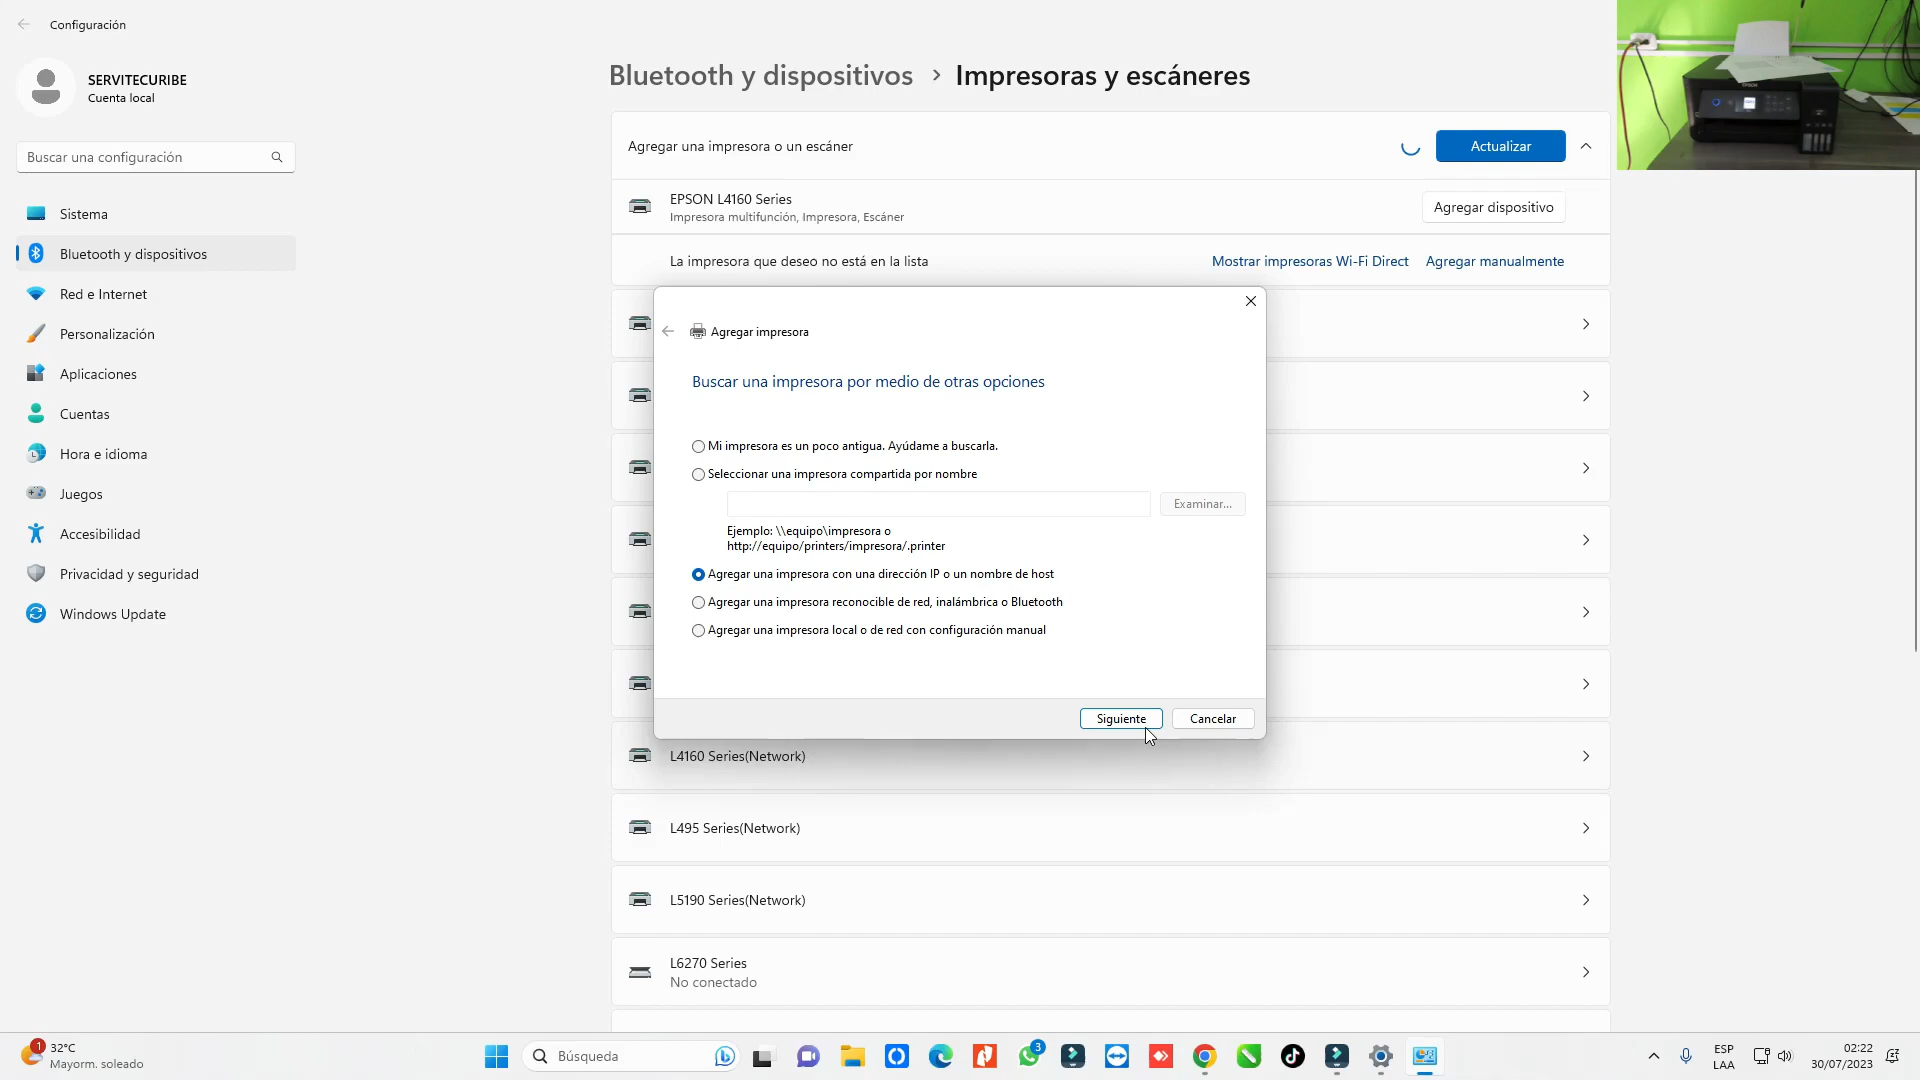 Configuración
SERVITECURIBE
Cuenta local
Buscar una configuración
Sistema
Bluetooth y dispositivos
Red e Internet
Personalización
Aplicaciones
Cuentas
Hora e idioma
Juegos
Accesibilidad
Privacidad y seguridad
Windows Update
Bluetooth y dispositivos > Impresoras y escáneres
Agregar una impresora o un escáner
Actualizar
EPSON L4160 Series
Impresora multifunción, Impresora, Escáner
Agregar dispositivo
La impresora que deseo no está en la lista
Mostrar impresoras Wi-Fi Direct
Agregar manualmente
Agregar impresora
Buscar una impresora por medio de otras opciones
Mi impresora es un poco antigua. Ayúdame a buscarla.
Seleccionar una impresora compartida por nombre
Examinar...
Ejemplo: \\equipo\impresora o
http://equipo/printers/impresora/.printer
Agregar una impresora con una dirección IP o un nombre de host
Agregar una impresora reconocible de red, inalámbrica o Bluetooth
Agregar una impresora local o de red con configuración manual
Siguiente
Cancelar
L4160 Series(Network)
L495 Series(Network)
L5190 Series(Network)
L6270 Series
No conectado
1
32°C
Mayorm. soleado
Búsqueda
3
ESP
LAA
02:22
30/07/2023
EPSON